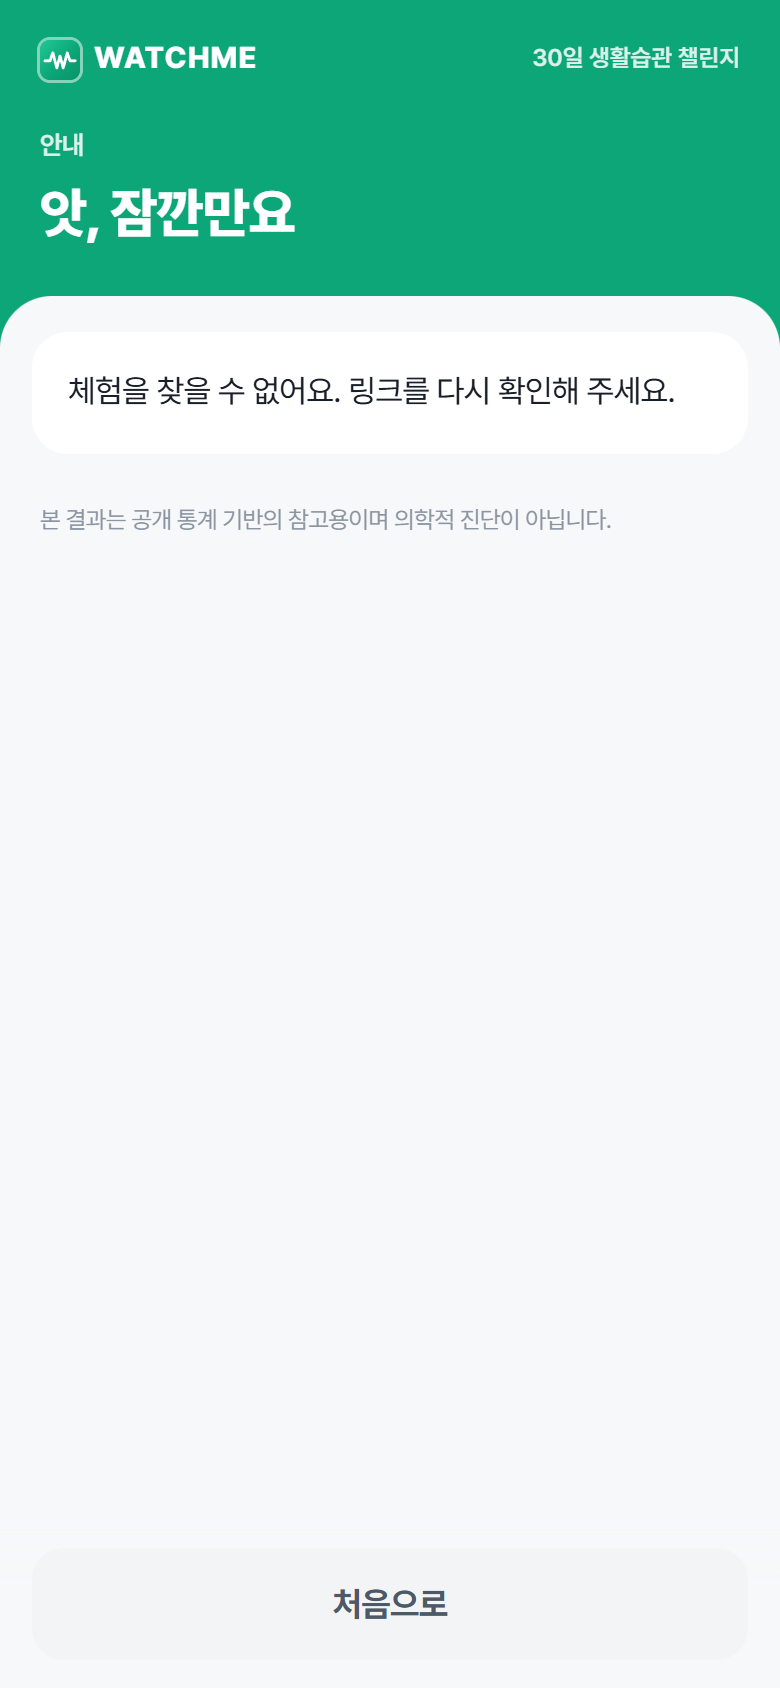 WATCHME
30일 생활습관 챌린지
안내
앗, 잠깐만요
체험을 찾을 수 없어요. 링크를 다시 확인해 주세요.
본 결과는 공개 통계 기반의 참고용이며 의학적 진단이 아닙니다.
처음으로